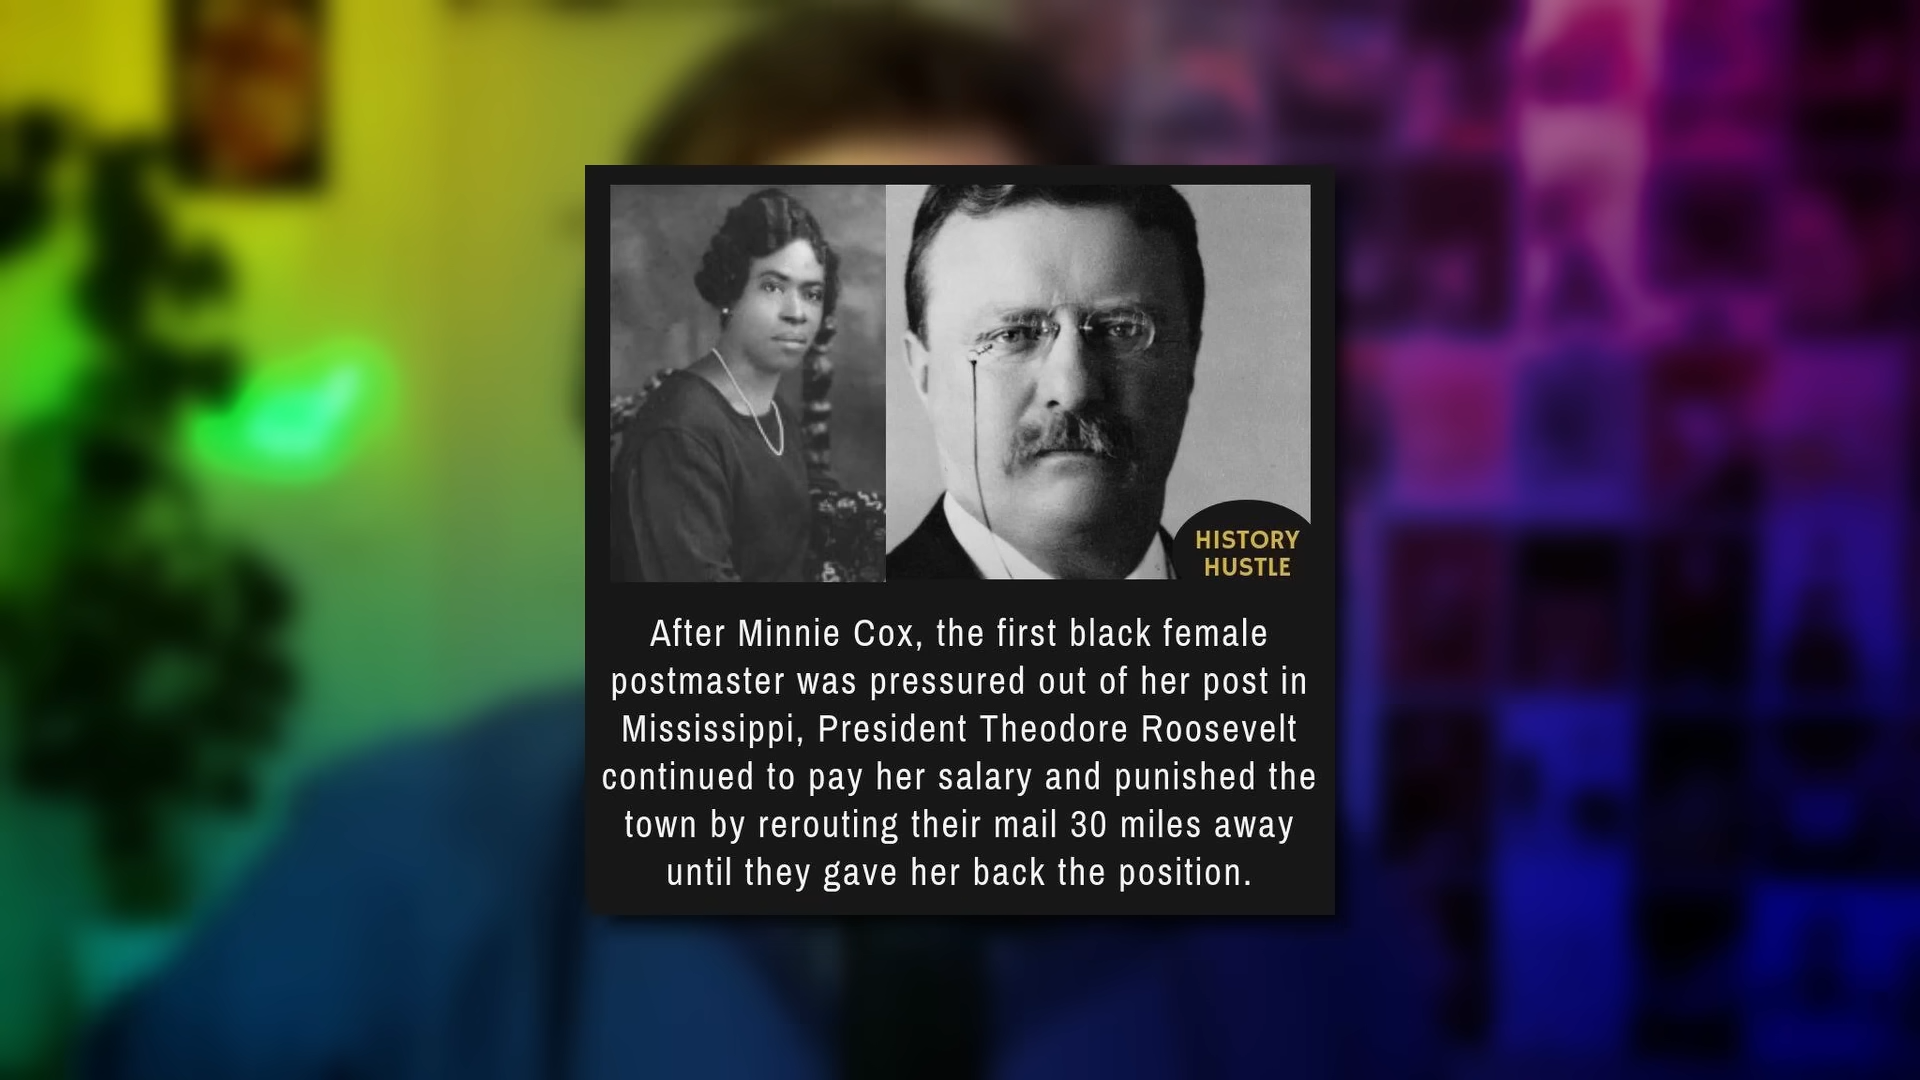 HISTORY
HUSTLE
After Minnie Cox, the first black female
postmaster was pressured out of her post in
Mississippi, President Theodore Roosevelt
continued to pay her salary and punished the
town by rerouting their mail 30 miles away
until they gave her back the position.